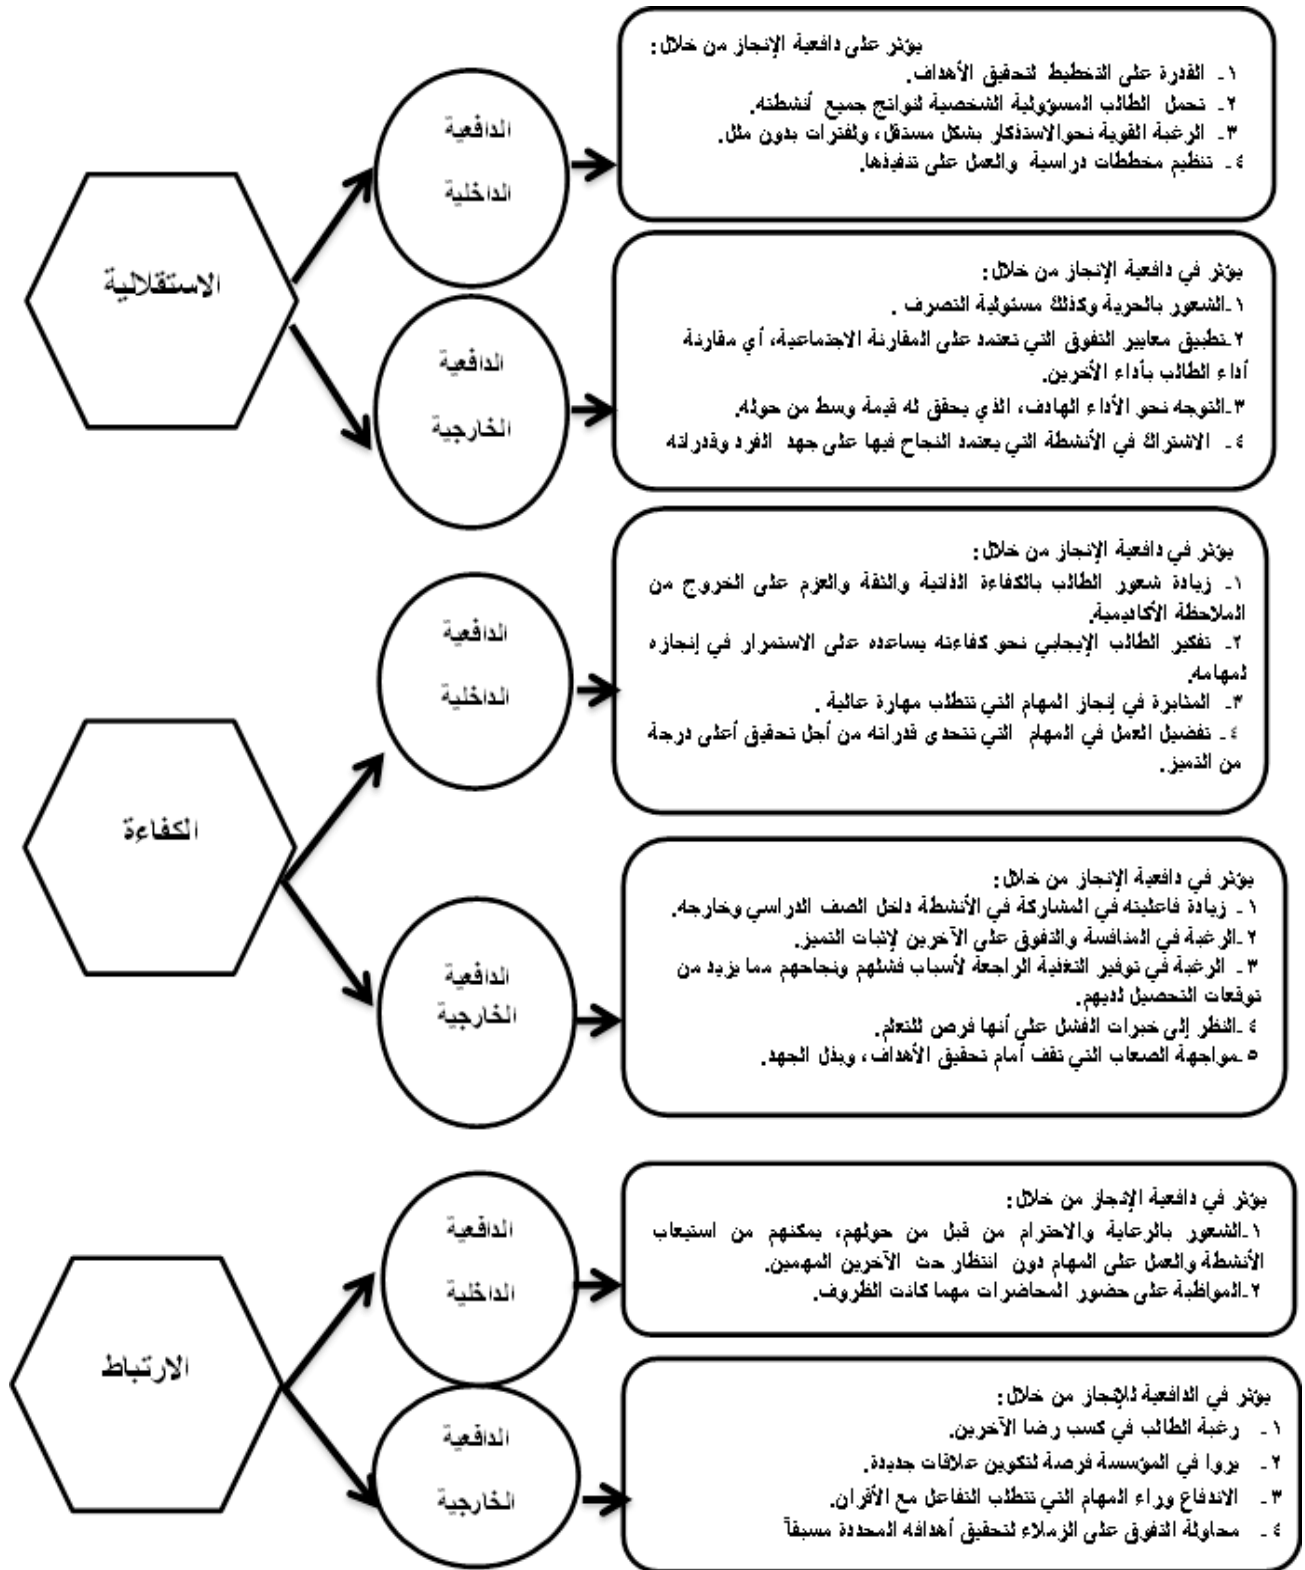 الاستقلالية
الدافعية
الداخلية
يؤثر على دافعية الإنجاز من خلال:
١- القدرة على التخطيط لتحقيق الأهداف.
٢- تحمل الطالب المسؤولية الشخصية لنواتج جميع أنشطته.
٣- الرغبة القوية نحوالاستذكار بشكل مستقل، ولفترات بدون ملل.
٤- تنظيم مخططات دراسية والعمل على تنفيذها.
الدافعية
الخارجية
يؤثر في دافعية الإنجاز من خلال:
١-الشعور بالحرية وكذلك مسئولية التصرف .
٢-تطبيق معايير التفوق التي تعتمد على المقارنة الاجتماعية، أي مقارنة
أداء الطالب بأداء الأخرين.
٣-التوجه نحو الأداء الهادف، الذي يحقق له قيمة وسط من حوله.
٤- الاشتراك في الأنشطة التي يعتمد النجاح فيها على جهد الفرد وقدراته
الكفاءة
الدافعية
الداخلية
يؤثر في دافعية الإنجاز من خلال:
١- زيادة شعور الطالب بالكفاءة الذاتية والثقة والعزم على الخروج من
الملاحظة الأكاديمية.
٢- تفكير الطالب الإيجابي نحو كفاءته يساعده على الاستمرار في إنجازه
لمهامه.
٣- المثابرة في إنجاز المهام التي تتطلب مهارة عالية .
٤- تفضيل العمل في المهام التي تتحدى قدراته من أجل تحقيق أعلى درجة
من التميز.
الدافعية
الخارجية
يؤثر في دافعية الإنجاز من خلال:
١- زيادة فاعليته في المشاركة في الأنشطة داخل الصف الدراسي وخارجه.
٢-الرغبة في المنافسة والتفوق على الآخرين لإثبات التميز.
٣- الرغبة في توفير التغذية الراجعة لأسباب فشلهم ونجاحهم مما يزيد من
توقعات التحصيل لديهم.
٤-النظر إلى خبرات الفشل على أنها فرص للتعلم.
٥-مواجهة الصعاب التي تقف أمام تحقيق الأهداف، وبذل الجهد.
الارتباط
الدافعية
الداخلية
يؤثر في دافعية الإنجاز من خلال:
١-الشعور بالرعاية والاحترام من قبل من حولهم، يمكنهم من استيعاب
الأنشطة والعمل على المهام دون انتظار حث الآخرين المهمين.
٢-المواظبة على حضور المحاضرات مهما كانت الظروف.
الدافعية
الخارجية
يؤثر في الدافعية للإنجاز من خلال:
١- رغبة الطالب في كسب رضا الآخرين.
٢- يروا في المؤسسة فرصة لتكوين علاقات جديدة.
٣- الاندفاع وراء المهام التي تتطلب التفاعل مع الأقران.
٤- محاولة التفوق على الزملاء لتحقيق أهدافه المحددة مسبقاً